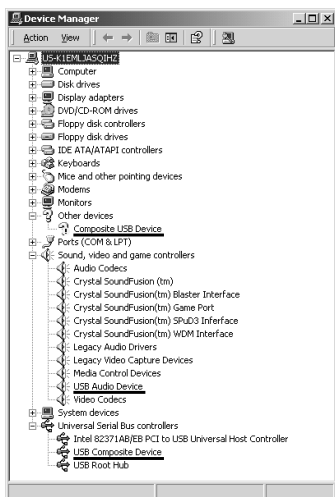 Device Manager
Action View
US-K1EMLJASQIHZ
Computer
Disk drives
Display adapters
DVD/CD-ROM drives
Floppy disk controllers
Floppy disk drives
IDE ATA/ATAPI controllers
Keyboards
Mice and other pointing devices
Modems
Monitors
Other devices
Composite USB Device
Ports (COM & LPT)
Sound, video and game controllers
Audio Codecs
Crystal SoundFusion (tm)
Crystal SoundFusion(tm) Blaster Interface
Crystal SoundFusion(tm) Game Port
Crystal SoundFusion(tm) SPuD3 Inferface
Crystal SoundFusion(tm) WDM Interface
Legacy Audio Drivers
Legacy Video Capture Devices
Media Control Devices
USB Audio Device
Video Codecs
System devices
Universal Serial Bus controllers
Intel 82371AB/EB PCI to USB Universal Host Controller
USB Composite Device
USB Root Hub